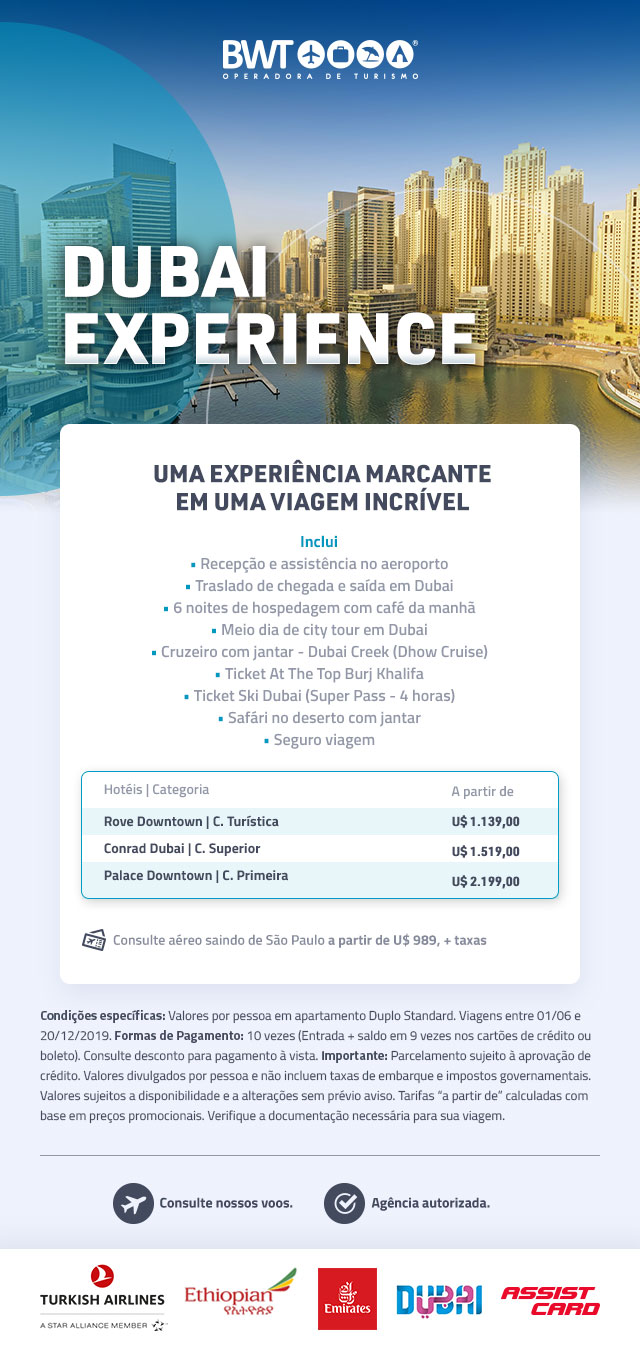 BWT
OPERADORA DE TURISMO
DUBAI
EXPERIENCE
UMA EXPERIÊNCIA MARCANTE
EM UMA VIAGEM INCRÍVEL
Inclui
▪ Recepção e assistência no aeroporto
▪ Traslado de chegada e saída em Dubai
▪ 6 noites de hospedagem com café da manhã
▪ Meio dia de city tour em Dubai
▪ Cruzeiro com jantar - Dubai Creek (Dhow Cruise)
▪ Ticket At The Top Burj Khalifa
▪ Ticket Ski Dubai (Super Pass - 4 horas)
▪ Safári no deserto com jantar
▪ Seguro viagem
Hotéis | Categoria A partir de
Rove Downtown | C. Turística U$ 1.139,00
Conrad Dubai | C. Superior U$ 1.519,00
Palace Downtown | C. Primeira U$ 2.199,00
Consulte aéreo saindo de São Paulo a partir de U$ 989, + taxas
Condições específicas: Valores por pessoa em apartamento Duplo Standard. Viagens entre 01/06 e
20/12/2019. Formas de Pagamento: 10 vezes (Entrada + saldo em 9 vezes nos cartões de crédito ou
boleto). Consulte desconto para pagamento à vista. Importante: Parcelamento sujeito à aprovação de
crédito. Valores divulgados por pessoa e não incluem taxas de embarque e impostos governamentais.
Valores sujeitos a disponibilidade e a alterações sem prévio aviso. Tarifas “a partir de” calculadas com
base em preços promocionais. Verifique a documentação necessária para sua viagem.
Consulte nossos voos. Agência autorizada.
TURKISH AIRLINES
A STAR ALLIANCE MEMBER
Ethiopian
የኢትዮጵያ
Emirates
DUBAI
ASSIST
CARD